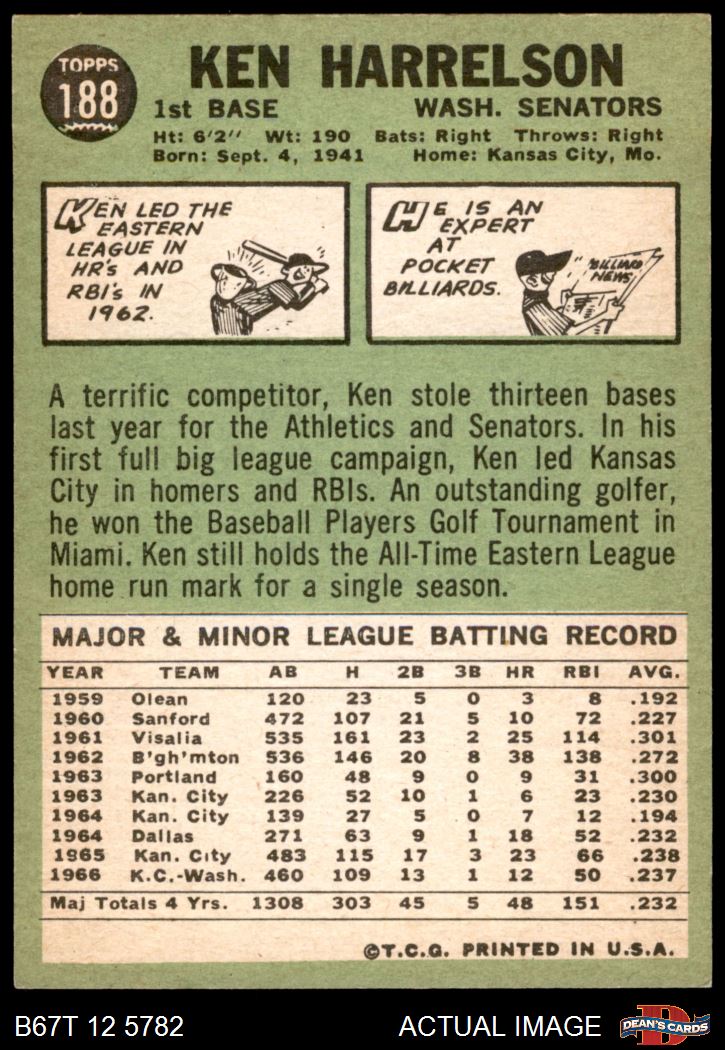 TOPPS
188
KEN HARRELSON
1st BASE WASH. SENATORS
Ht: 6'2" Wt: 190 Bats: Right Throws: Right
Born: Sept. 4, 1941 Home: Kansas City, Mo.
KEN LED THE
EASTERN
LEAGUE IN
HR's AND
RBI's IN
1962.
HE IS AN
EXPERT
AT
POCKET
BILLIARDS.
BILLIARD
NEWS
A terrific competitor, Ken stole thirteen bases
last year for the Athletics and Senators. In his
first full big league campaign, Ken led Kansas
City in homers and RBIs. An outstanding golfer,
he won the Baseball Players Golf Tournament in
Miami. Ken still holds the All-Time Eastern League
home run mark for a single season.
MAJOR & MINOR LEAGUE BATTING RECORD
YEAR TEAM AB H 2B 3B HR RBI AVG.
1959 Olean 120 23 5 0 3 8 .192
1960 Sanford 472 107 21 5 10 72 .227
1961 Visalia 535 161 23 2 25 114 .301
1962 B'gh'mton 536 146 20 8 38 138 .272
1963 Portland 160 48 9 0 9 31 .300
1963 Kan. City 226 52 10 1 6 23 .230
1964 Kan. City 139 27 5 0 7 12 .194
1964 Dallas 271 63 9 1 18 52 .232
1965 Kan. City 483 115 17 3 23 66 .238
1966 K.C.-Wash. 460 109 13 1 12 50 .237
Maj Totals 4 Yrs. 1308 303 45 5 48 151 .232
©T.C.G. PRINTED IN U.S.A.
B67T 12 5782 ACTUAL IMAGE
D
DEAN'S CARDS